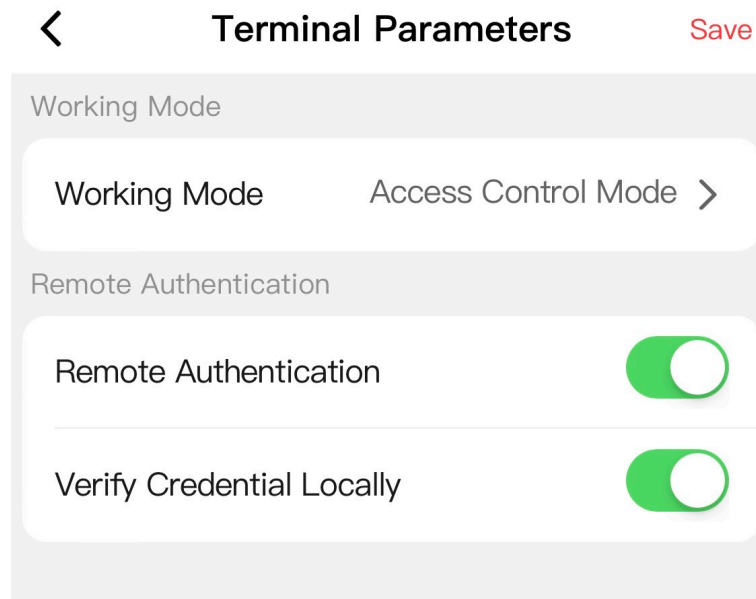 Terminal Parameters Save
Working Mode
Working Mode Access Control Mode
Remote Authentication
Remote Authentication
Verify Credential Locally